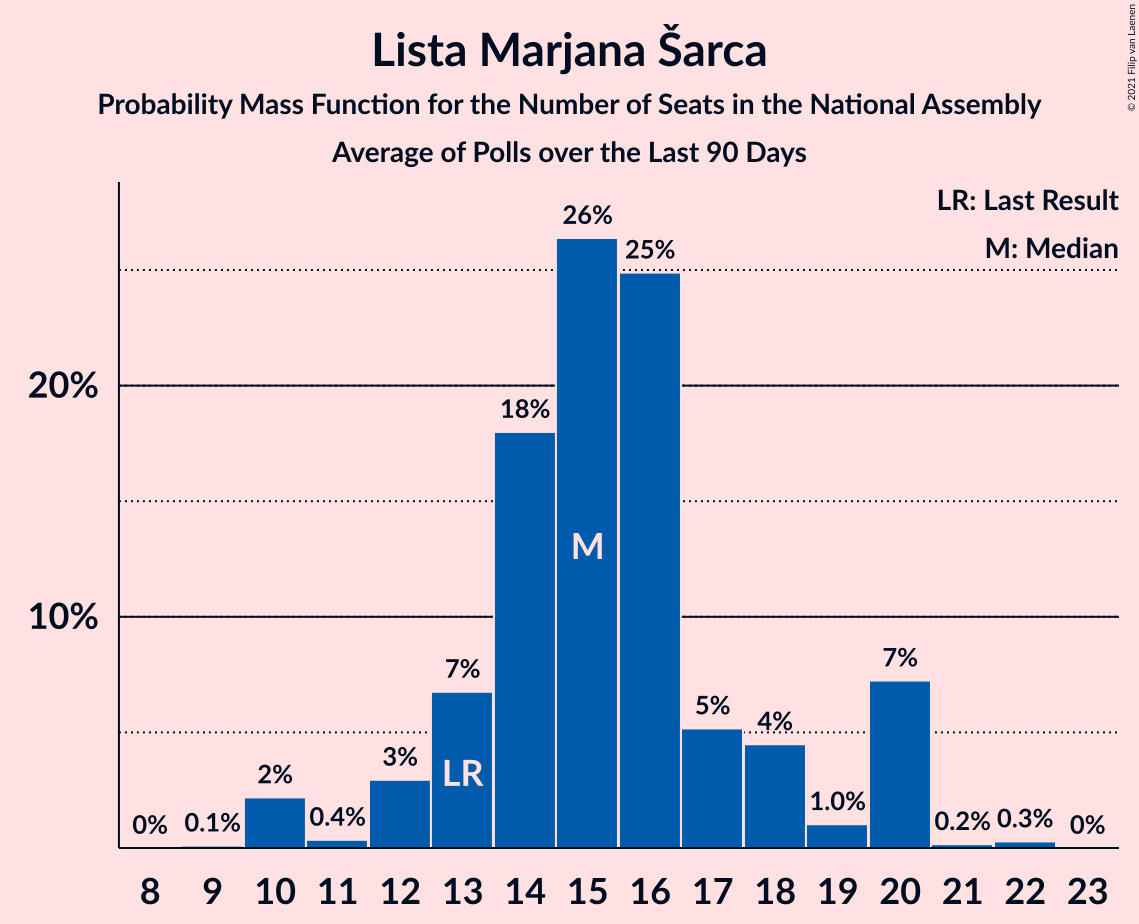 Lista Marjana Šarca
Probability Mass Function for the Number of Seats in the National Assembly
Average of Polls over the Last 90 Days
© 2021 Filip van Laenen
LR: Last Result
M: Median
20%
10%
0%
0.1%
2%
0.4%
3%
7%
18%
26%
25%
5%
4%
1.0%
7%
0.2%
0.3%
0%
LR
M
8 9 10 11 12 13 14 15 16 17 18 19 20 21 22 23